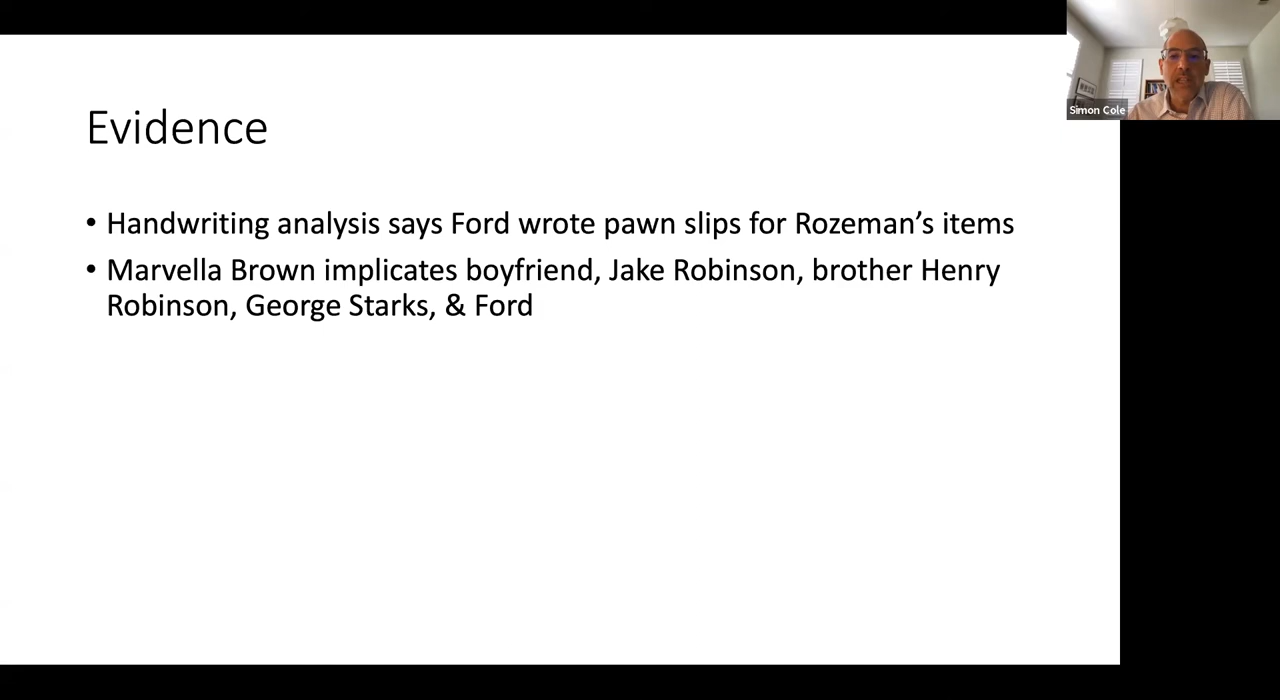 Evidence
• Handwriting analysis says Ford wrote pawn slips for Rozeman’s items
• Marvella Brown implicates boyfriend, Jake Robinson, brother Henry
Robinson, George Starks, & Ford
Simon Cole